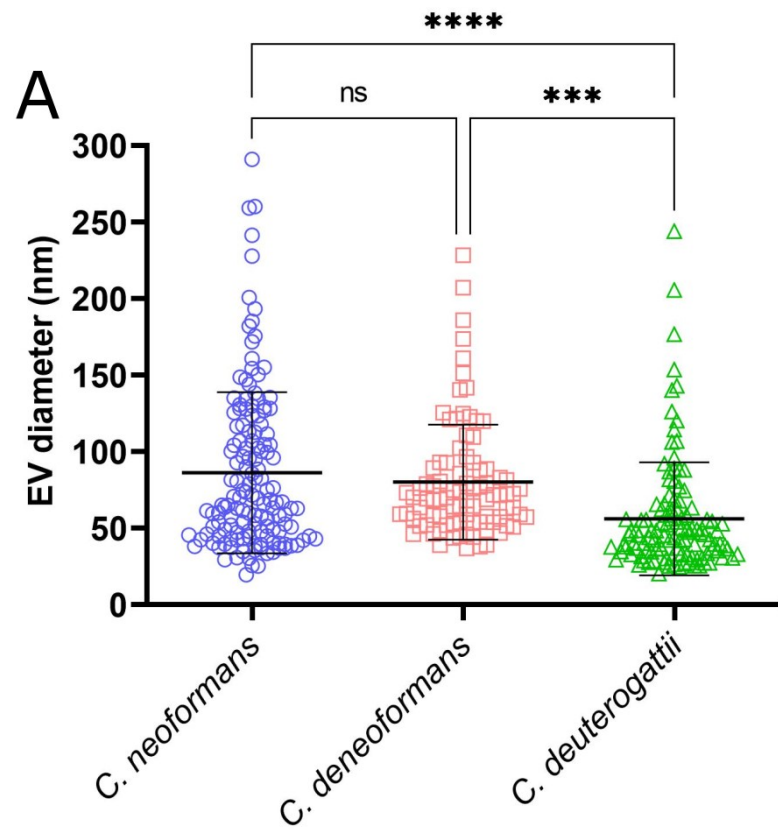 ****
A
ns
***
300
250
200
150
100
50
0
EV diameter (nm)
C. neoformans
C. deneoformans
C. deuterogattii